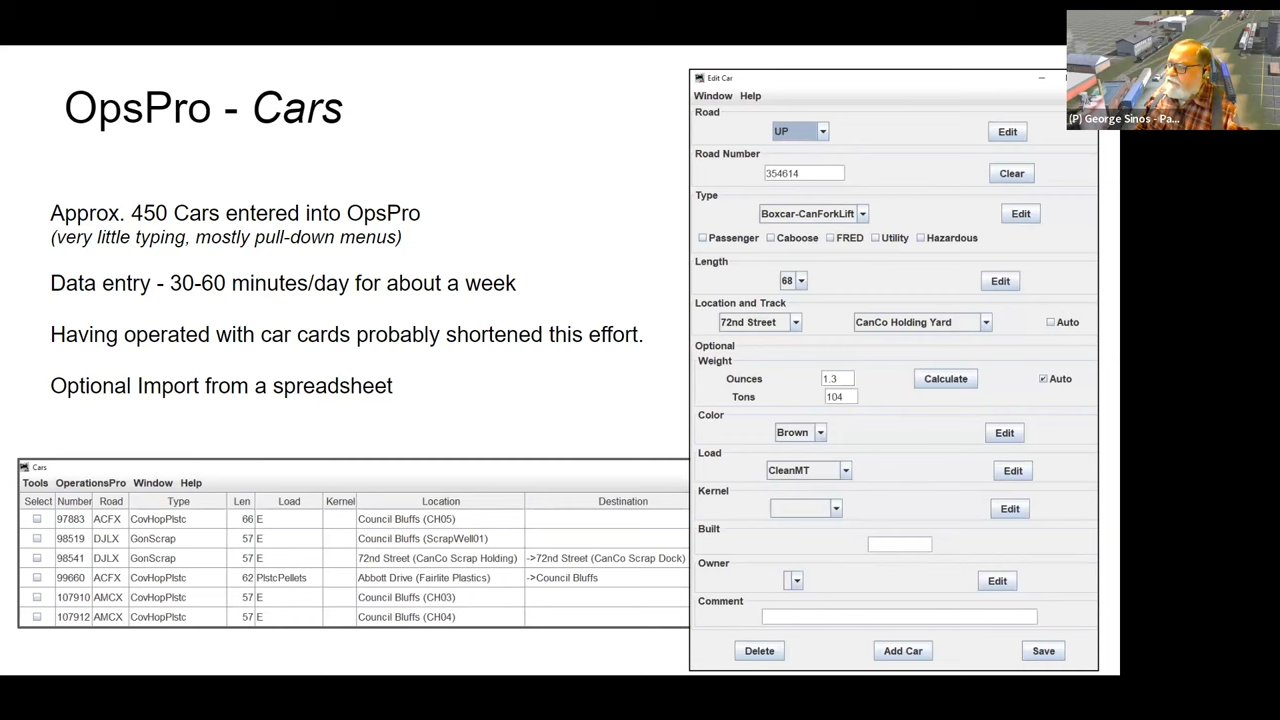 OpsPro - Cars
Approx. 450 Cars entered into OpsPro
(very little typing, mostly pull-down menus)
Data entry - 30-60 minutes/day for about a week
Having operated with car cards probably shortened this effort.
Optional Import from a spreadsheet
Cars
Tools OperationsPro Window Help
Select Number Road Type Len Load Kernel Location Destination
97883 ACFX CovHopPlstc 66 E Council Bluffs (CH05)
98519 DJLX GonScrap 57 E Council Bluffs (ScrapWell01)
98541 DJLX GonScrap 57 E 72nd Street (CanCo Scrap Holding) ->72nd Street (CanCo Scrap Dock)
99660 ACFX CovHopPlstc 62 PlstcPellets Abbott Drive (Fairlite Plastics) ->Council Bluffs
107910 AMCX CovHopPlstc 57 E Council Bluffs (CH03)
107912 AMCX CovHopPlstc 57 E Council Bluffs (CH04)
Edit Car
Window Help
Road
UP Edit
Road Number
354614 Clear
Type
Boxcar-CanForkLift Edit
Passenger Caboose FRED Utility Hazardous
Length
68 Edit
Location and Track
72nd Street CanCo Holding Yard Auto
Optional
Weight
Ounces 1.3 Calculate Auto
Tons 104
Color
Brown Edit
Load
CleanMT Edit
Kernel
Edit
Built
Owner
Edit
Comment
Delete Add Car Save
(P) George Sinos - Pa...